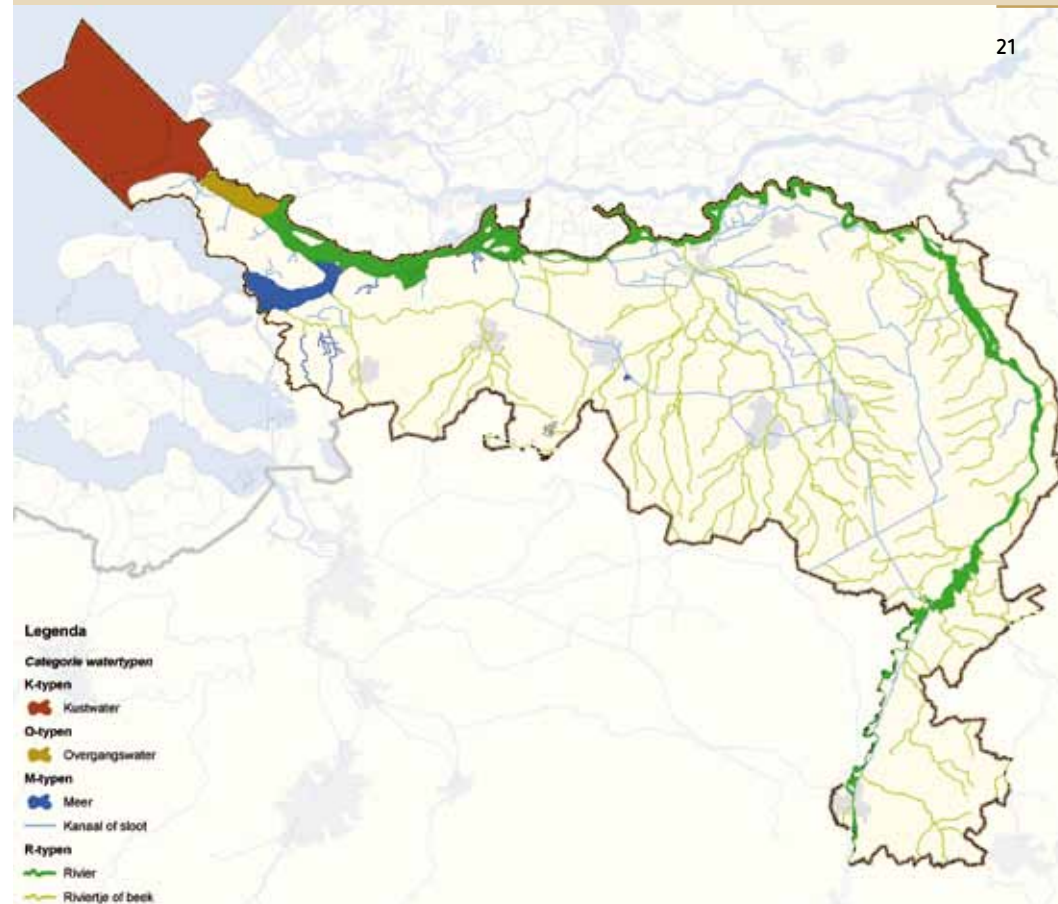 21
Legenda
Categorie watertypen
K-typen
Kustwater
O-typen
Overgangswater
M-typen
Meer
Kanaal of sloot
R-typen
Rivier
Riviertje of beek